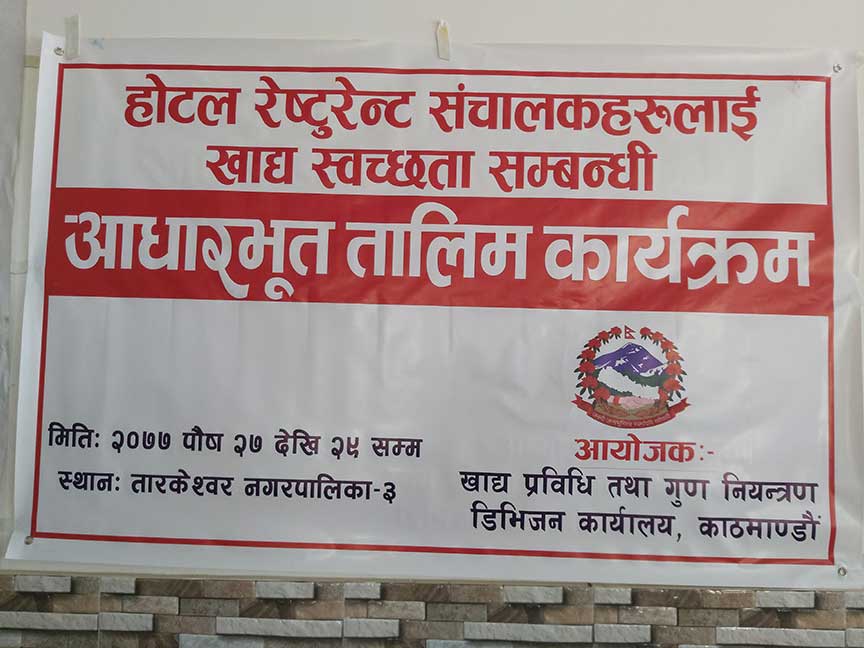 होटल रेष्टुरेन्ट संचालकहरुलाई
खाद्य स्वच्छता सम्बन्धी
आधारभूत तालिम कार्यक्रम
मितिः २०७७ पौष २७ देखि २९ सम्म
स्थानः तारकेश्वर नगरपालिका-३
आयोजकः-
खाद्य प्रविधि तथा गुण नियन्त्रण
डिभिजन कार्यालय, काठमाण्डौं